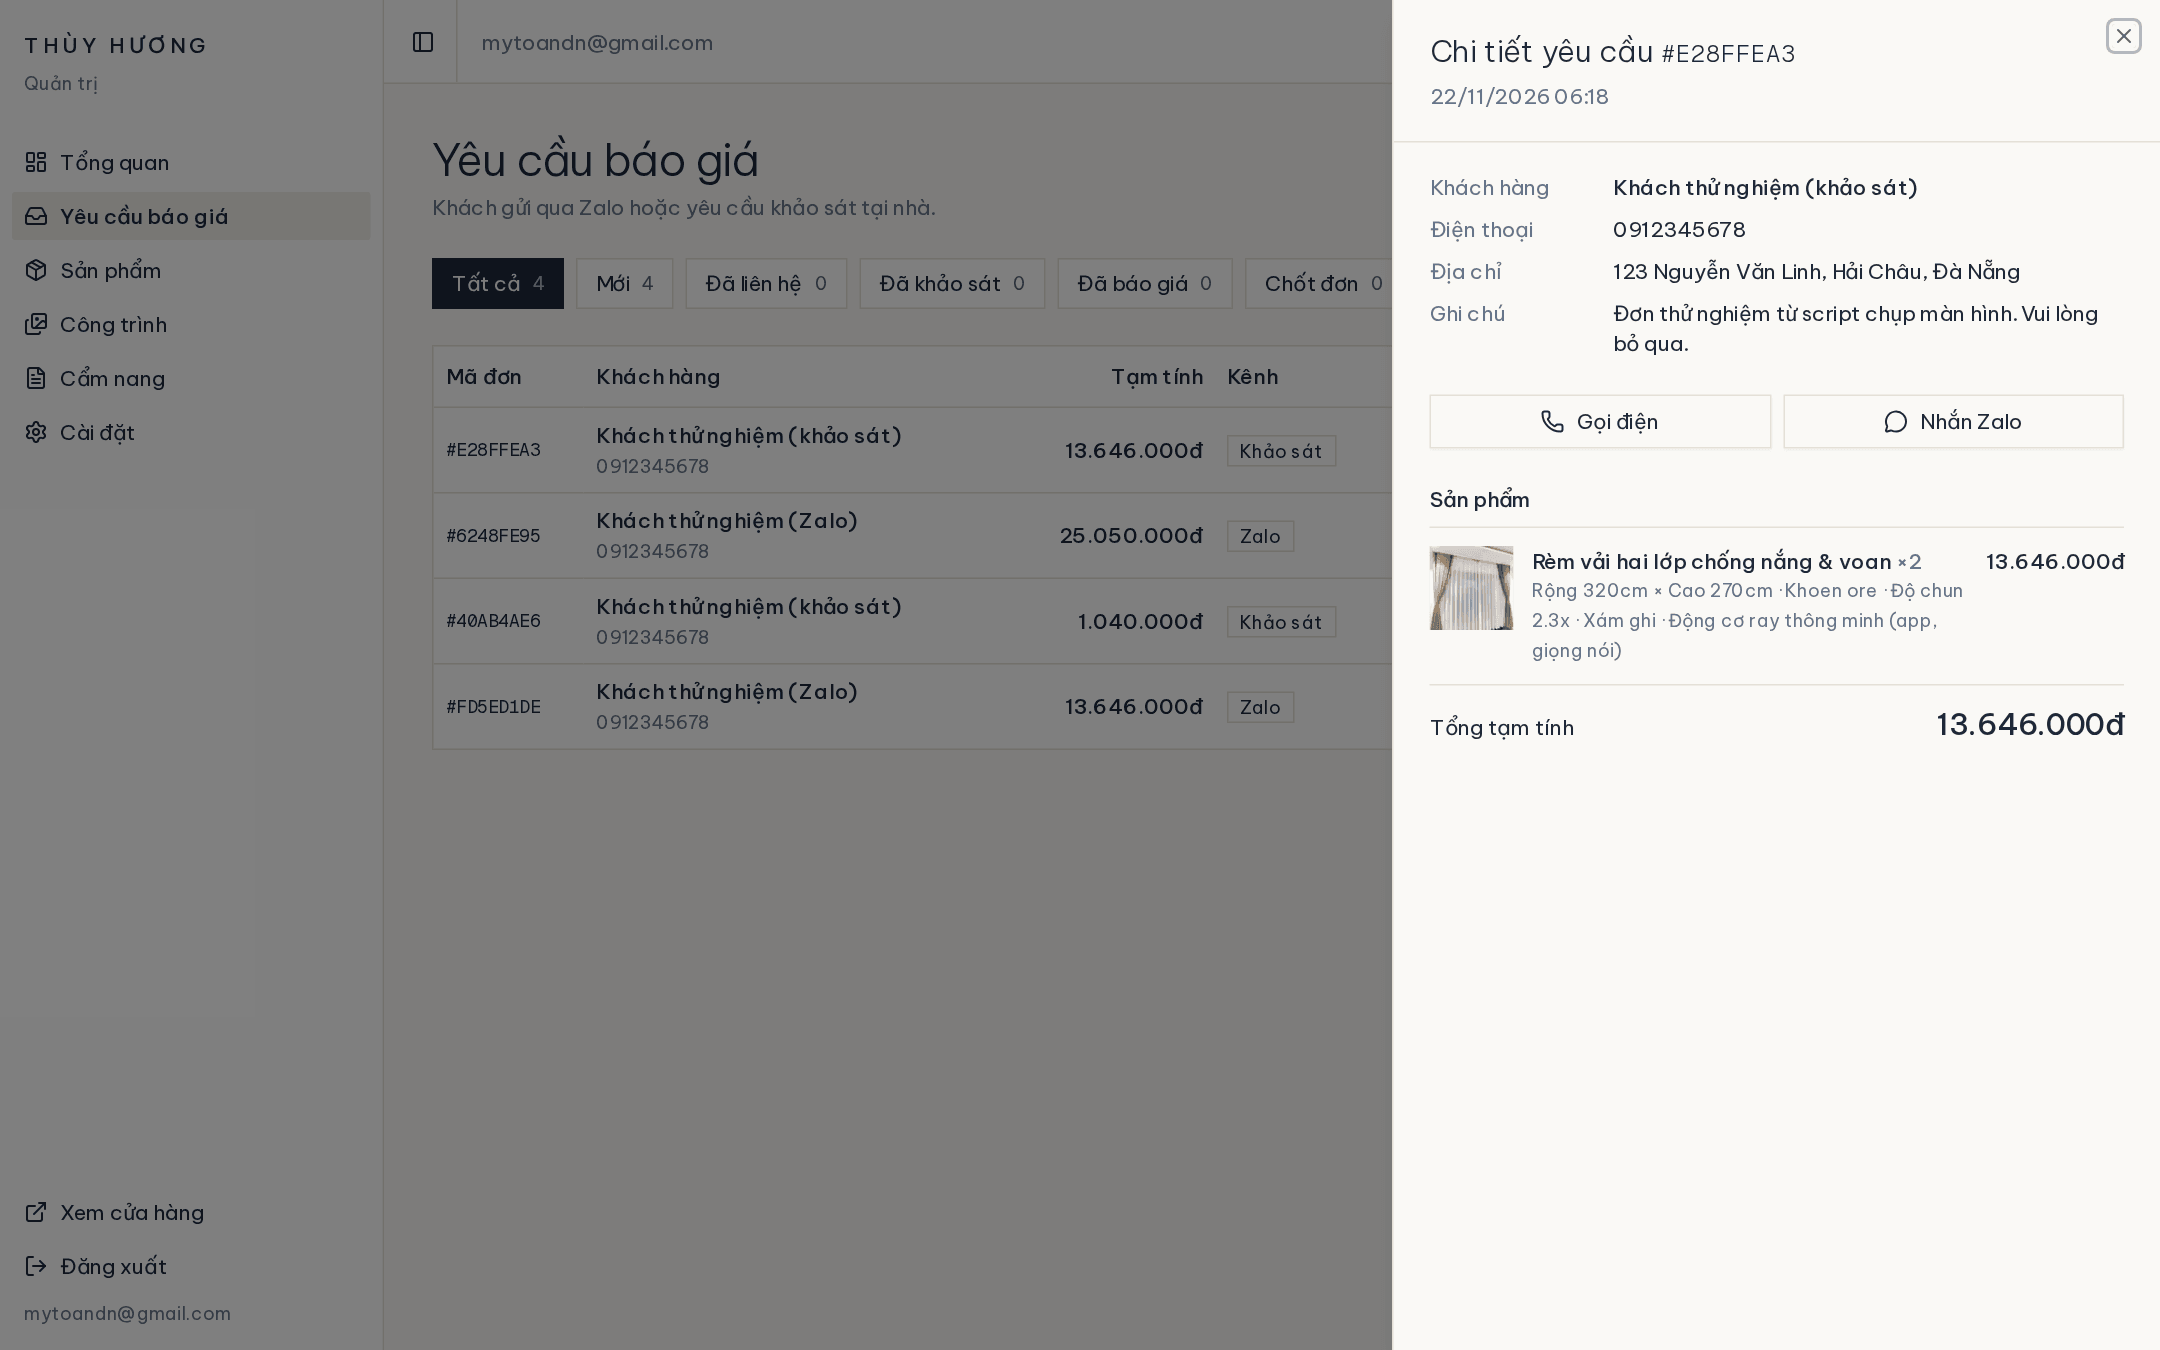 THÙY HƯƠNG
Quản trị
Tổng quan
Yêu cầu báo giá
Sản phẩm
Công trình
Cẩm nang
Cài đặt
Xem cửa hàng
Đăng xuất
mytoandn@gmail.com
mytoandn@gmail.com
Yêu cầu báo giá
Khách gửi qua Zalo hoặc yêu cầu khảo sát tại nhà.
Tất cả 4 Mới 4 Đã liên hệ 0 Đã khảo sát 0 Đã báo giá 0 Chốt đơn 0
Mã đơn Khách hàng Tạm tính Kênh
#E28FFEA3 Khách thử nghiệm (khảo sát) 13.646.000đ Khảo sát
0912345678
#6248FE95 Khách thử nghiệm (Zalo) 25.050.000đ Zalo
0912345678
#40AB4AE6 Khách thử nghiệm (khảo sát) 1.040.000đ Khảo sát
0912345678
#FD5ED1DE Khách thử nghiệm (Zalo) 13.646.000đ Zalo
0912345678
Chi tiết yêu cầu #E28FFEA3
22/11/2026 06:18
Khách hàng Khách thử nghiệm (khảo sát)
Điện thoại 0912345678
Địa chỉ 123 Nguyễn Văn Linh, Hải Châu, Đà Nẵng
Ghi chú Đơn thử nghiệm từ script chụp màn hình. Vui lòng
bỏ qua.
Gọi điện Nhắn Zalo
Sản phẩm
Rèm vải hai lớp chống nắng & voan ×2 13.646.000đ
Rộng 320cm × Cao 270cm · Khoen ore · Độ chun
2.3x · Xám ghi · Động cơ ray thông minh (app,
giọng nói)
Tổng tạm tính 13.646.000đ